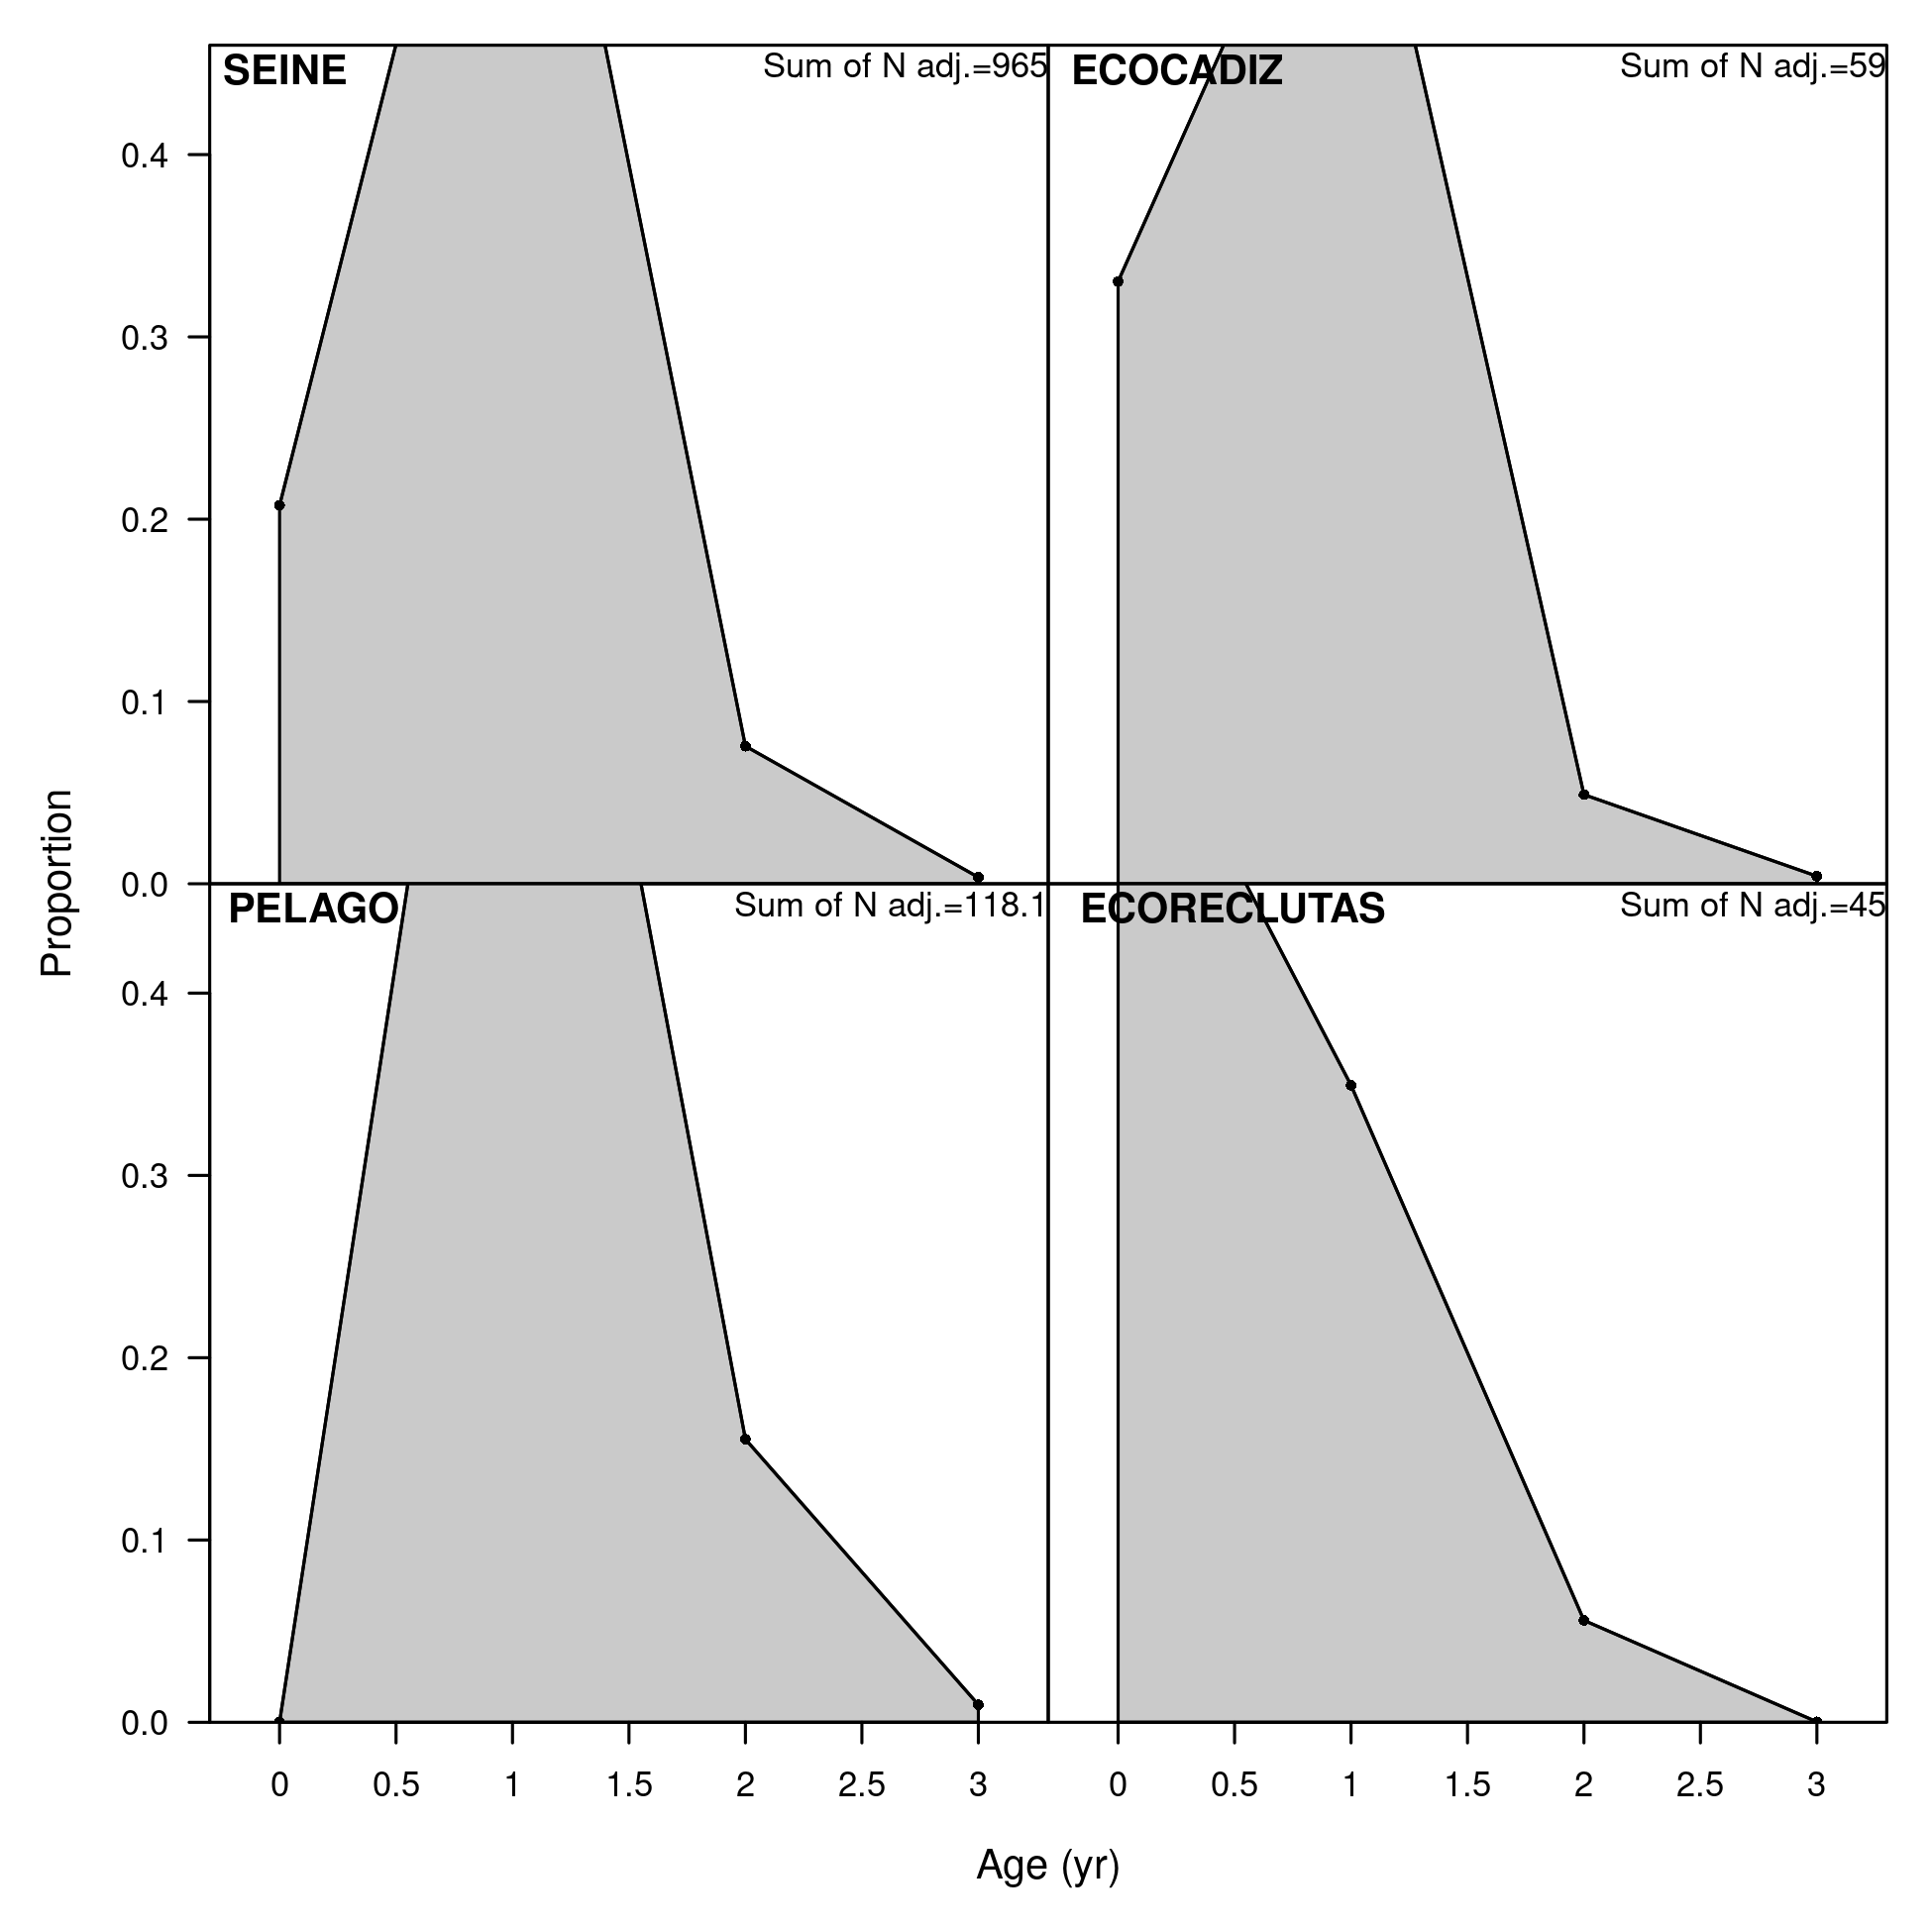 SEINE
Sum of N adj.=965
ECOCADIZ
Sum of N adj.=59
0.4
0.3
0.2
0.1
0.0
PELAGO
Sum of N adj.=118.1
ECORECLUTAS
Sum of N adj.=45
0.4
0.3
0.2
0.1
0.0
Proportion
0 0.5 1 1.5 2 2.5 3
0 0.5 1 1.5 2 2.5 3
Age (yr)